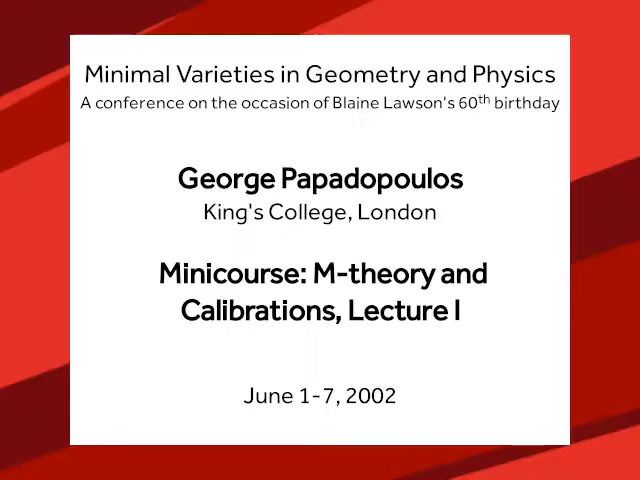 Minimal Varieties in Geometry and Physics
A conference on the occasion of Blaine Lawson's 60th birthday
George Papadopoulos
King's College, London
Minicourse: M-theory and
Calibrations, Lecture I
June 1-7, 2002